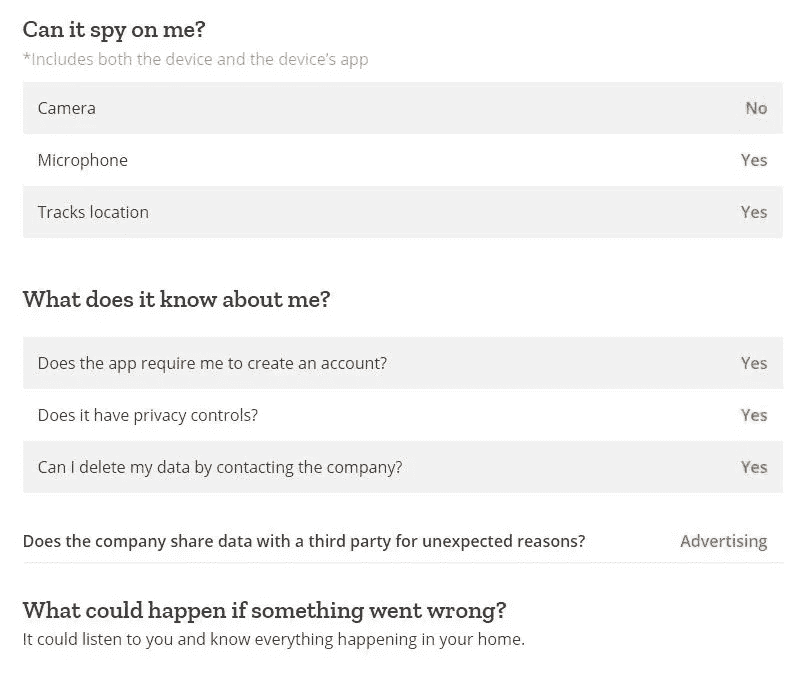 Can it spy on me?
*Includes both the device and the device’s app
Camera No
Microphone Yes
Tracks location Yes
What does it know about me?
Does the app require me to create an account? Yes
Does it have privacy controls? Yes
Can I delete my data by contacting the company? Yes
Does the company share data with a third party for unexpected reasons? Advertising
What could happen if something went wrong?
It could listen to you and know everything happening in your home.